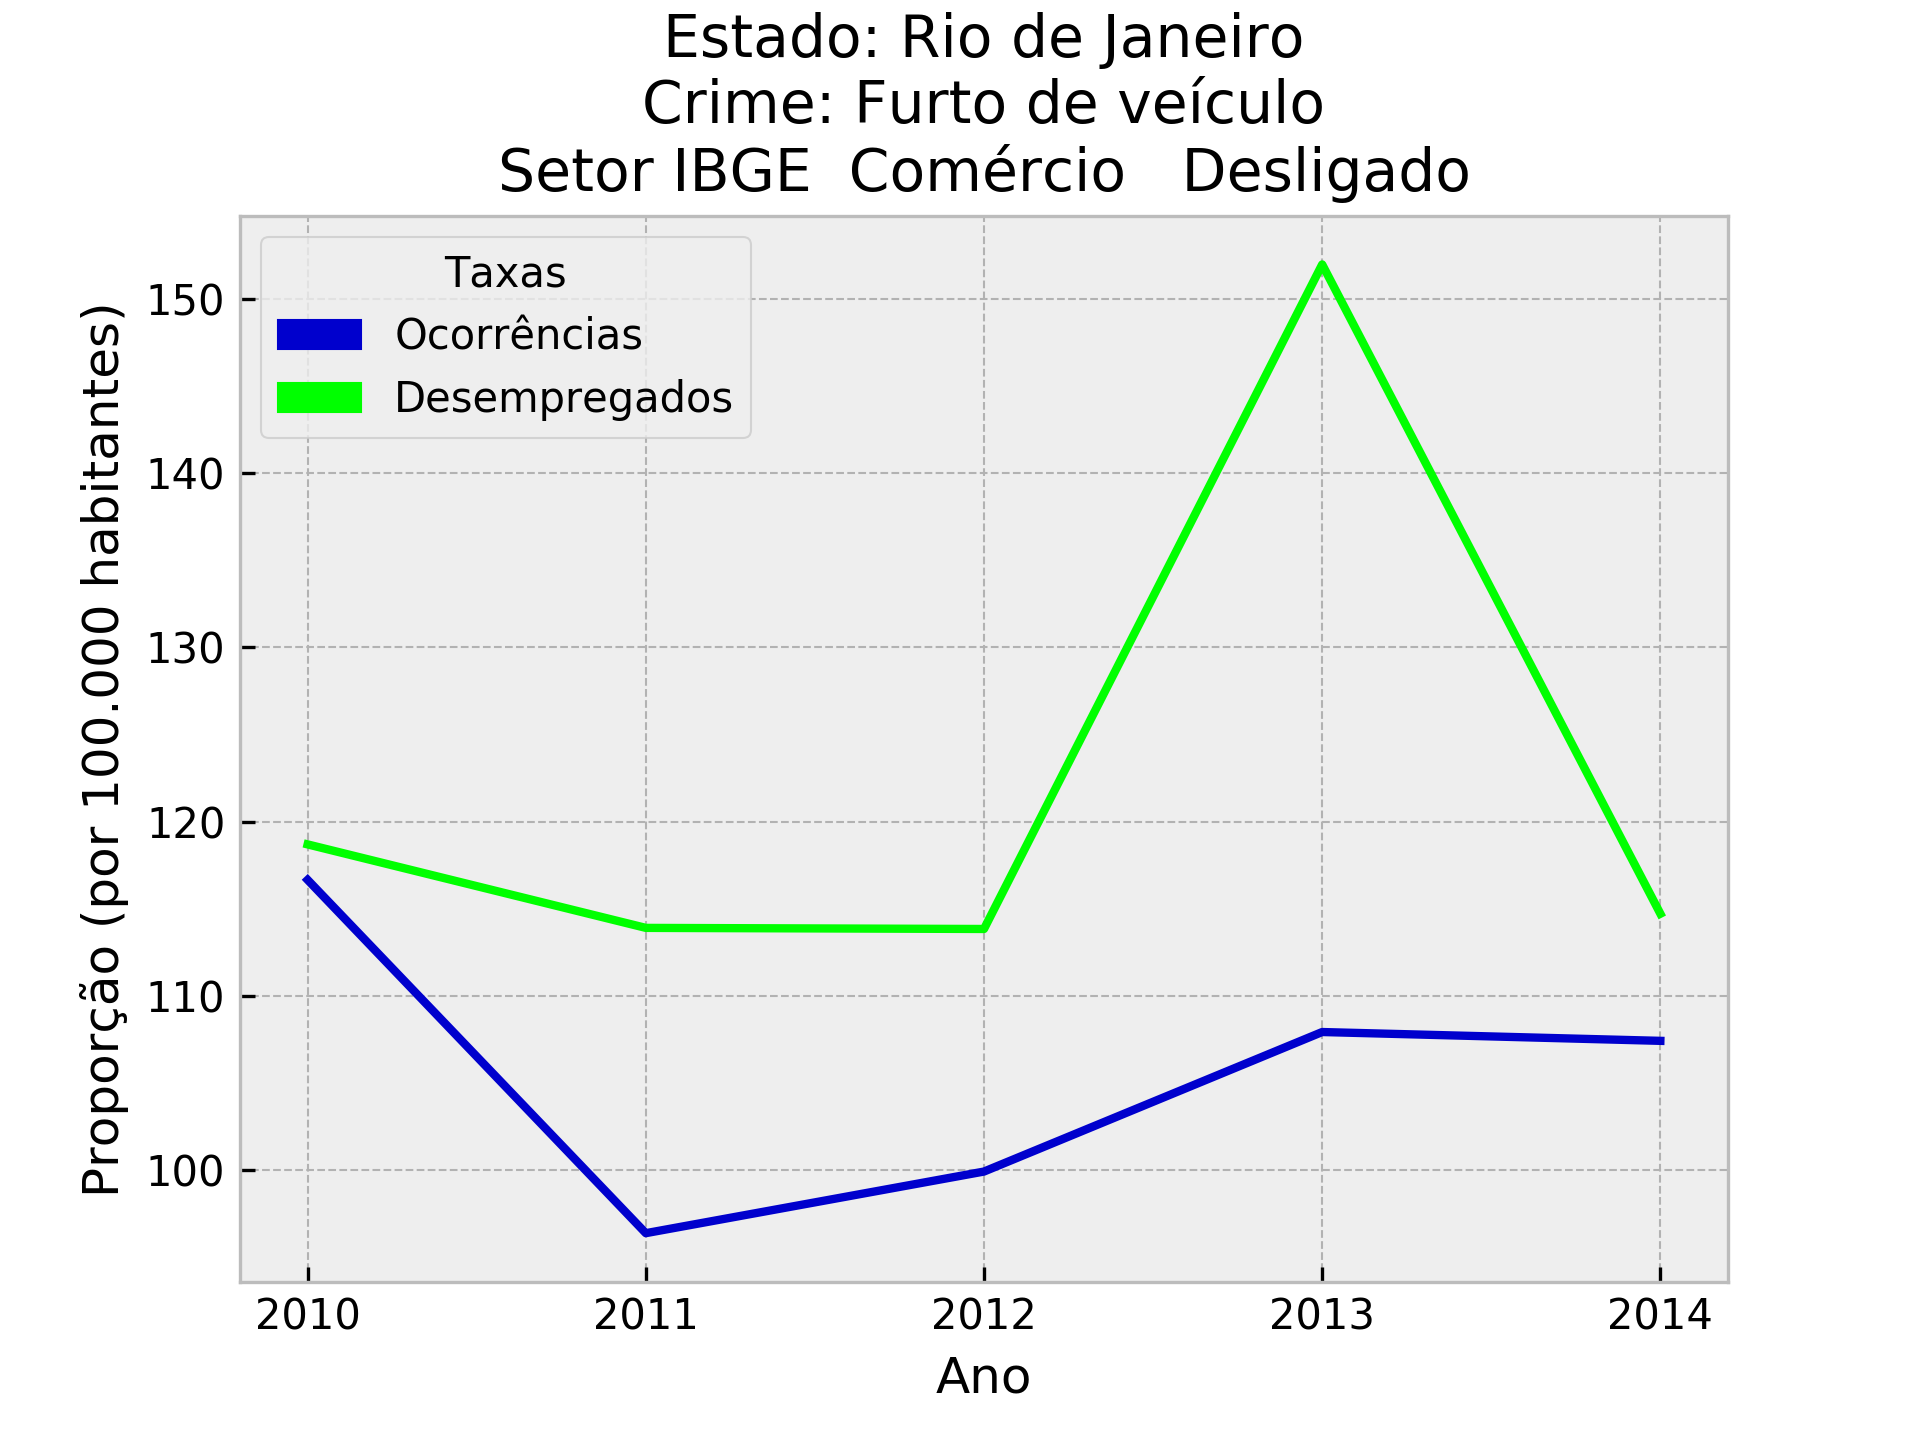 Estado: Rio de Janeiro
Crime: Furto de veículo
Setor IBGE  Comércio   Desligado
Proporção (por 100.000 habitantes)
150
140
130
120
110
100
Taxas
Ocorrências
Desempregados
2010 2011 2012 2013 2014
Ano